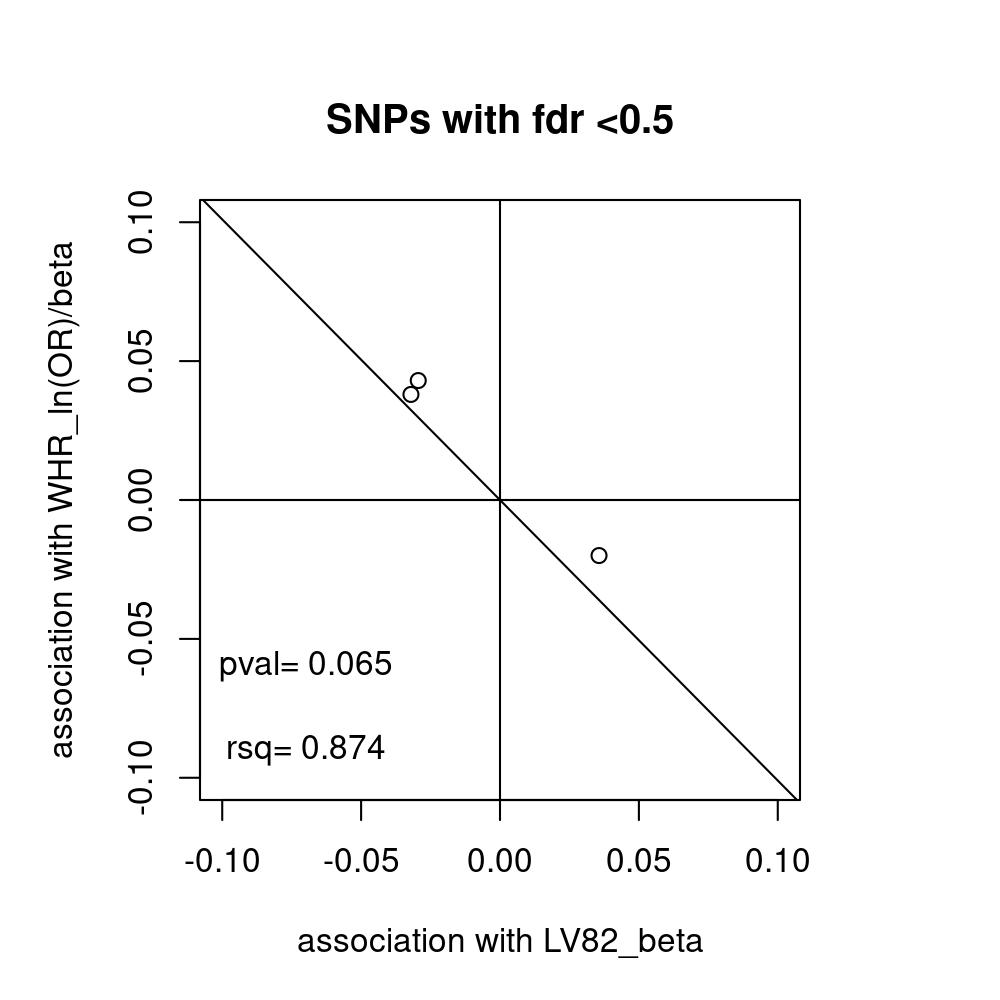 SNPs with fdr <0.5
association with WHR_ln(OR)/beta
0.10
0.05
0.00
-0.05
-0.10
pval= 0.065
rsq= 0.874
-0.10 -0.05 0.00 0.05 0.10
association with LV82_beta